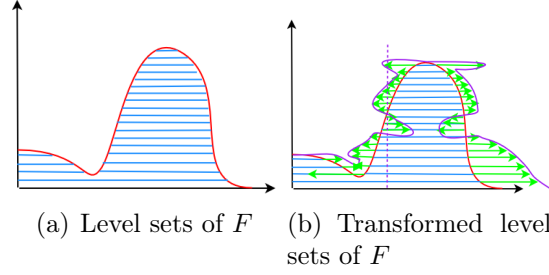 (a) Level sets of F
(b) Transformed level
sets of F